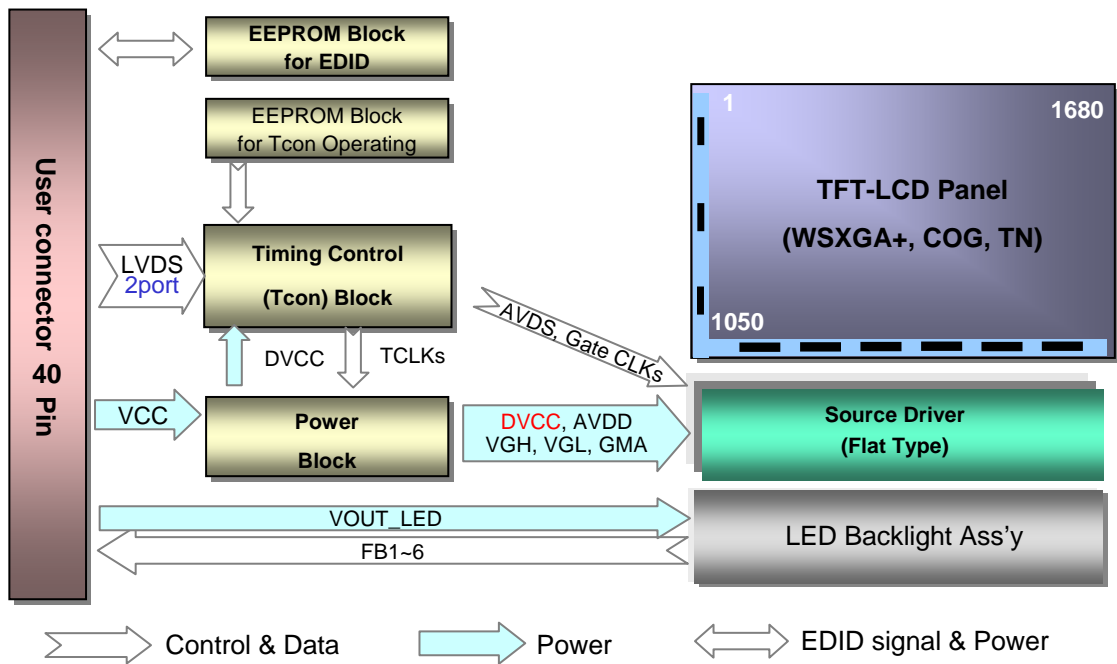 User connector 40 Pin
EEPROM Block
for EDID
EEPROM Block
for Tcon Operating
LVDS
2port
Timing Control
(Tcon) Block
DVCC
TCLKs
VCC
Power
Block
AVDS, Gate CLKs
DVCC, AVDD
VGH, VGL, GMA
1
1680
TFT-LCD Panel
(WSXGA+, COG, TN)
1050
Source Driver
(Flat Type)
VOUT_LED
FB1~6
LED Backlight Ass’y
Control & Data
Power
EDID signal & Power